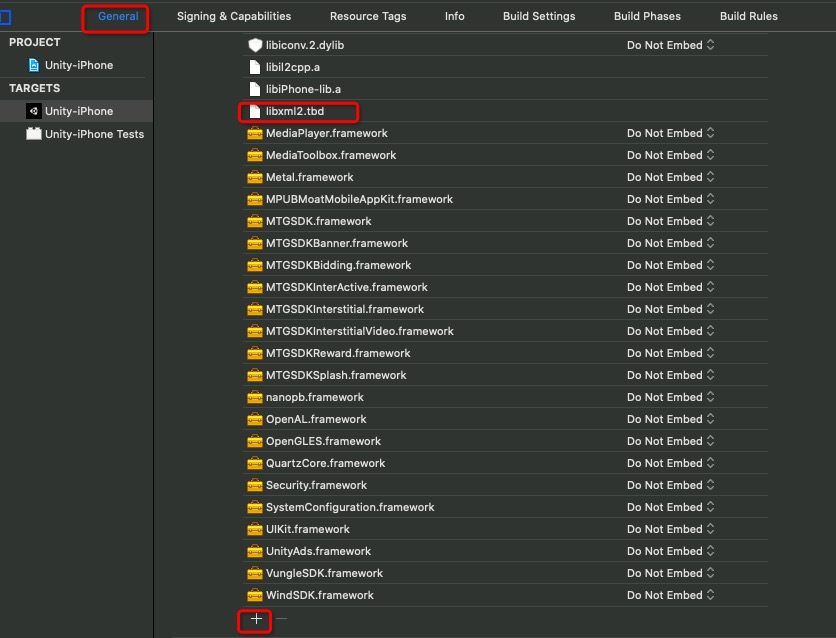 General Signing & Capabilities Resource Tags Info Build Settings Build Phases Build Rules
PROJECT
Unity-iPhone
TARGETS
Unity-iPhone
Unity-iPhone Tests
libiconv.2.dylib Do Not Embed
libil2cpp.a
libiPhone-lib.a
libxml2.tbd
MediaPlayer.framework Do Not Embed
MediaToolbox.framework Do Not Embed
Metal.framework Do Not Embed
MPUBMoatMobileAppKit.framework Do Not Embed
MTGSDK.framework Do Not Embed
MTGSDKBanner.framework Do Not Embed
MTGSDKBidding.framework Do Not Embed
MTGSDKInterActive.framework Do Not Embed
MTGSDKInterstitial.framework Do Not Embed
MTGSDKInterstitialVideo.framework Do Not Embed
MTGSDKReward.framework Do Not Embed
MTGSDKSplash.framework Do Not Embed
nanopb.framework Do Not Embed
OpenAL.framework Do Not Embed
OpenGLES.framework Do Not Embed
QuartzCore.framework Do Not Embed
Security.framework Do Not Embed
SystemConfiguration.framework Do Not Embed
UIKit.framework Do Not Embed
UnityAds.framework Do Not Embed
VungleSDK.framework Do Not Embed
WindSDK.framework Do Not Embed